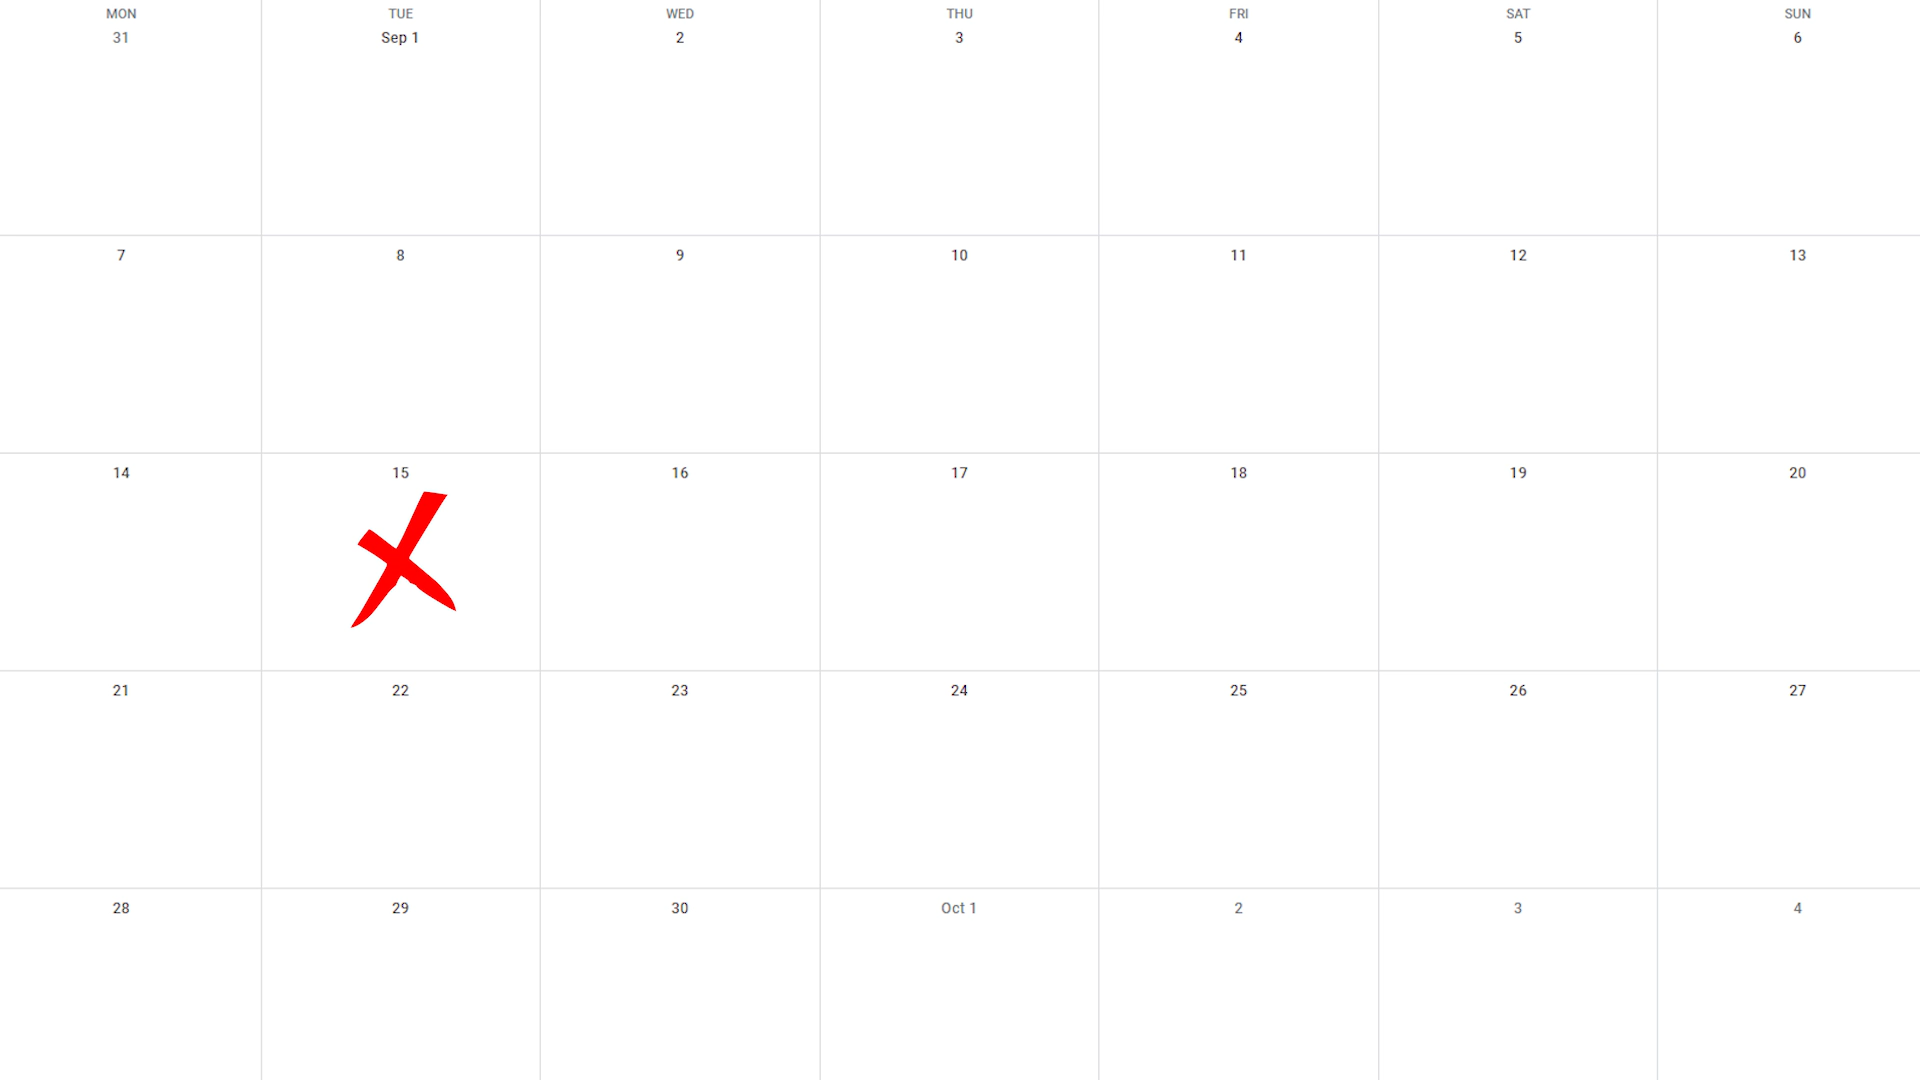 MON TUE WED THU FRI SAT SUN
31 Sep 1 2 3 4 5 6
7 8 9 10 11 12 13
14 15 16 17 18 19 20
21 22 23 24 25 26 27
28 29 30 Oct 1 2 3 4